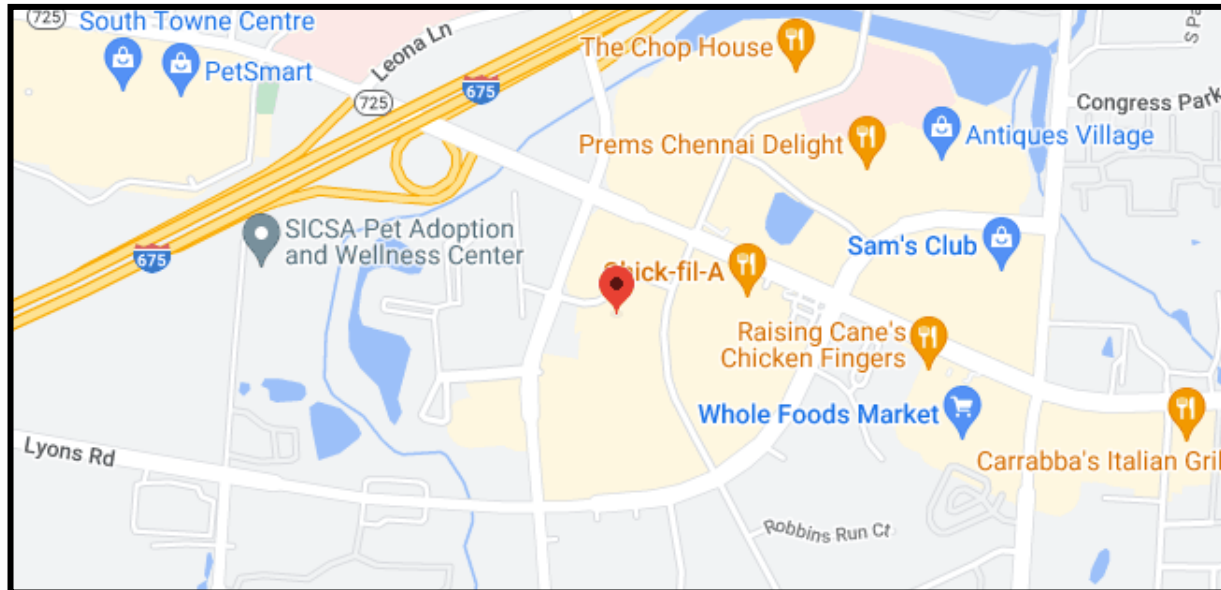 725
South Towne Centre
PetSmart
Leona Ln
725
675
The Chop House
Congress Park
S Pa
Prems Chennai Delight
Antiques Village
SICSA Pet Adoption
and Wellness Center
675
Sam's Club
Chick-fil-A
Raising Cane's
Chicken Fingers
Whole Foods Market
Carrabba's Italian Gril
Lyons Rd
Robbins Run Ct